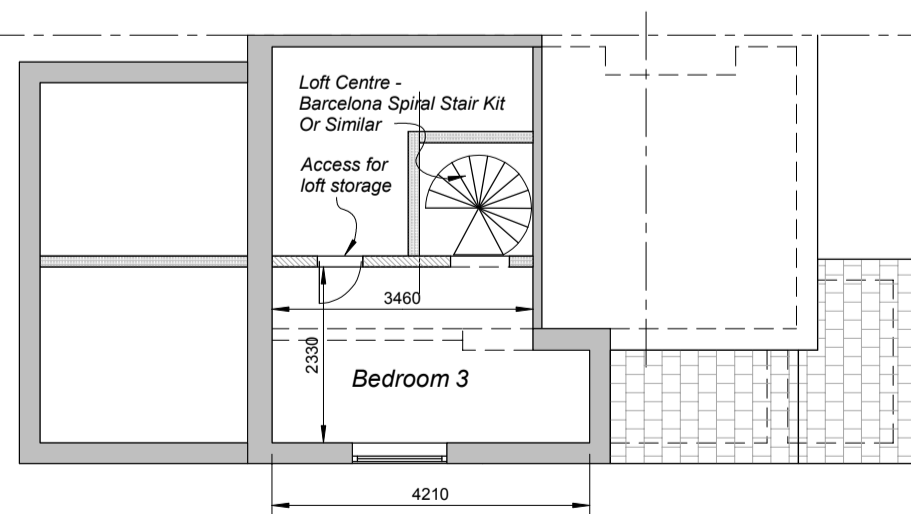 Loft Centre -
Barcelona Spiral Stair Kit
Or Similar
Access for
loft storage
3460
2330
Bedroom 3
4210